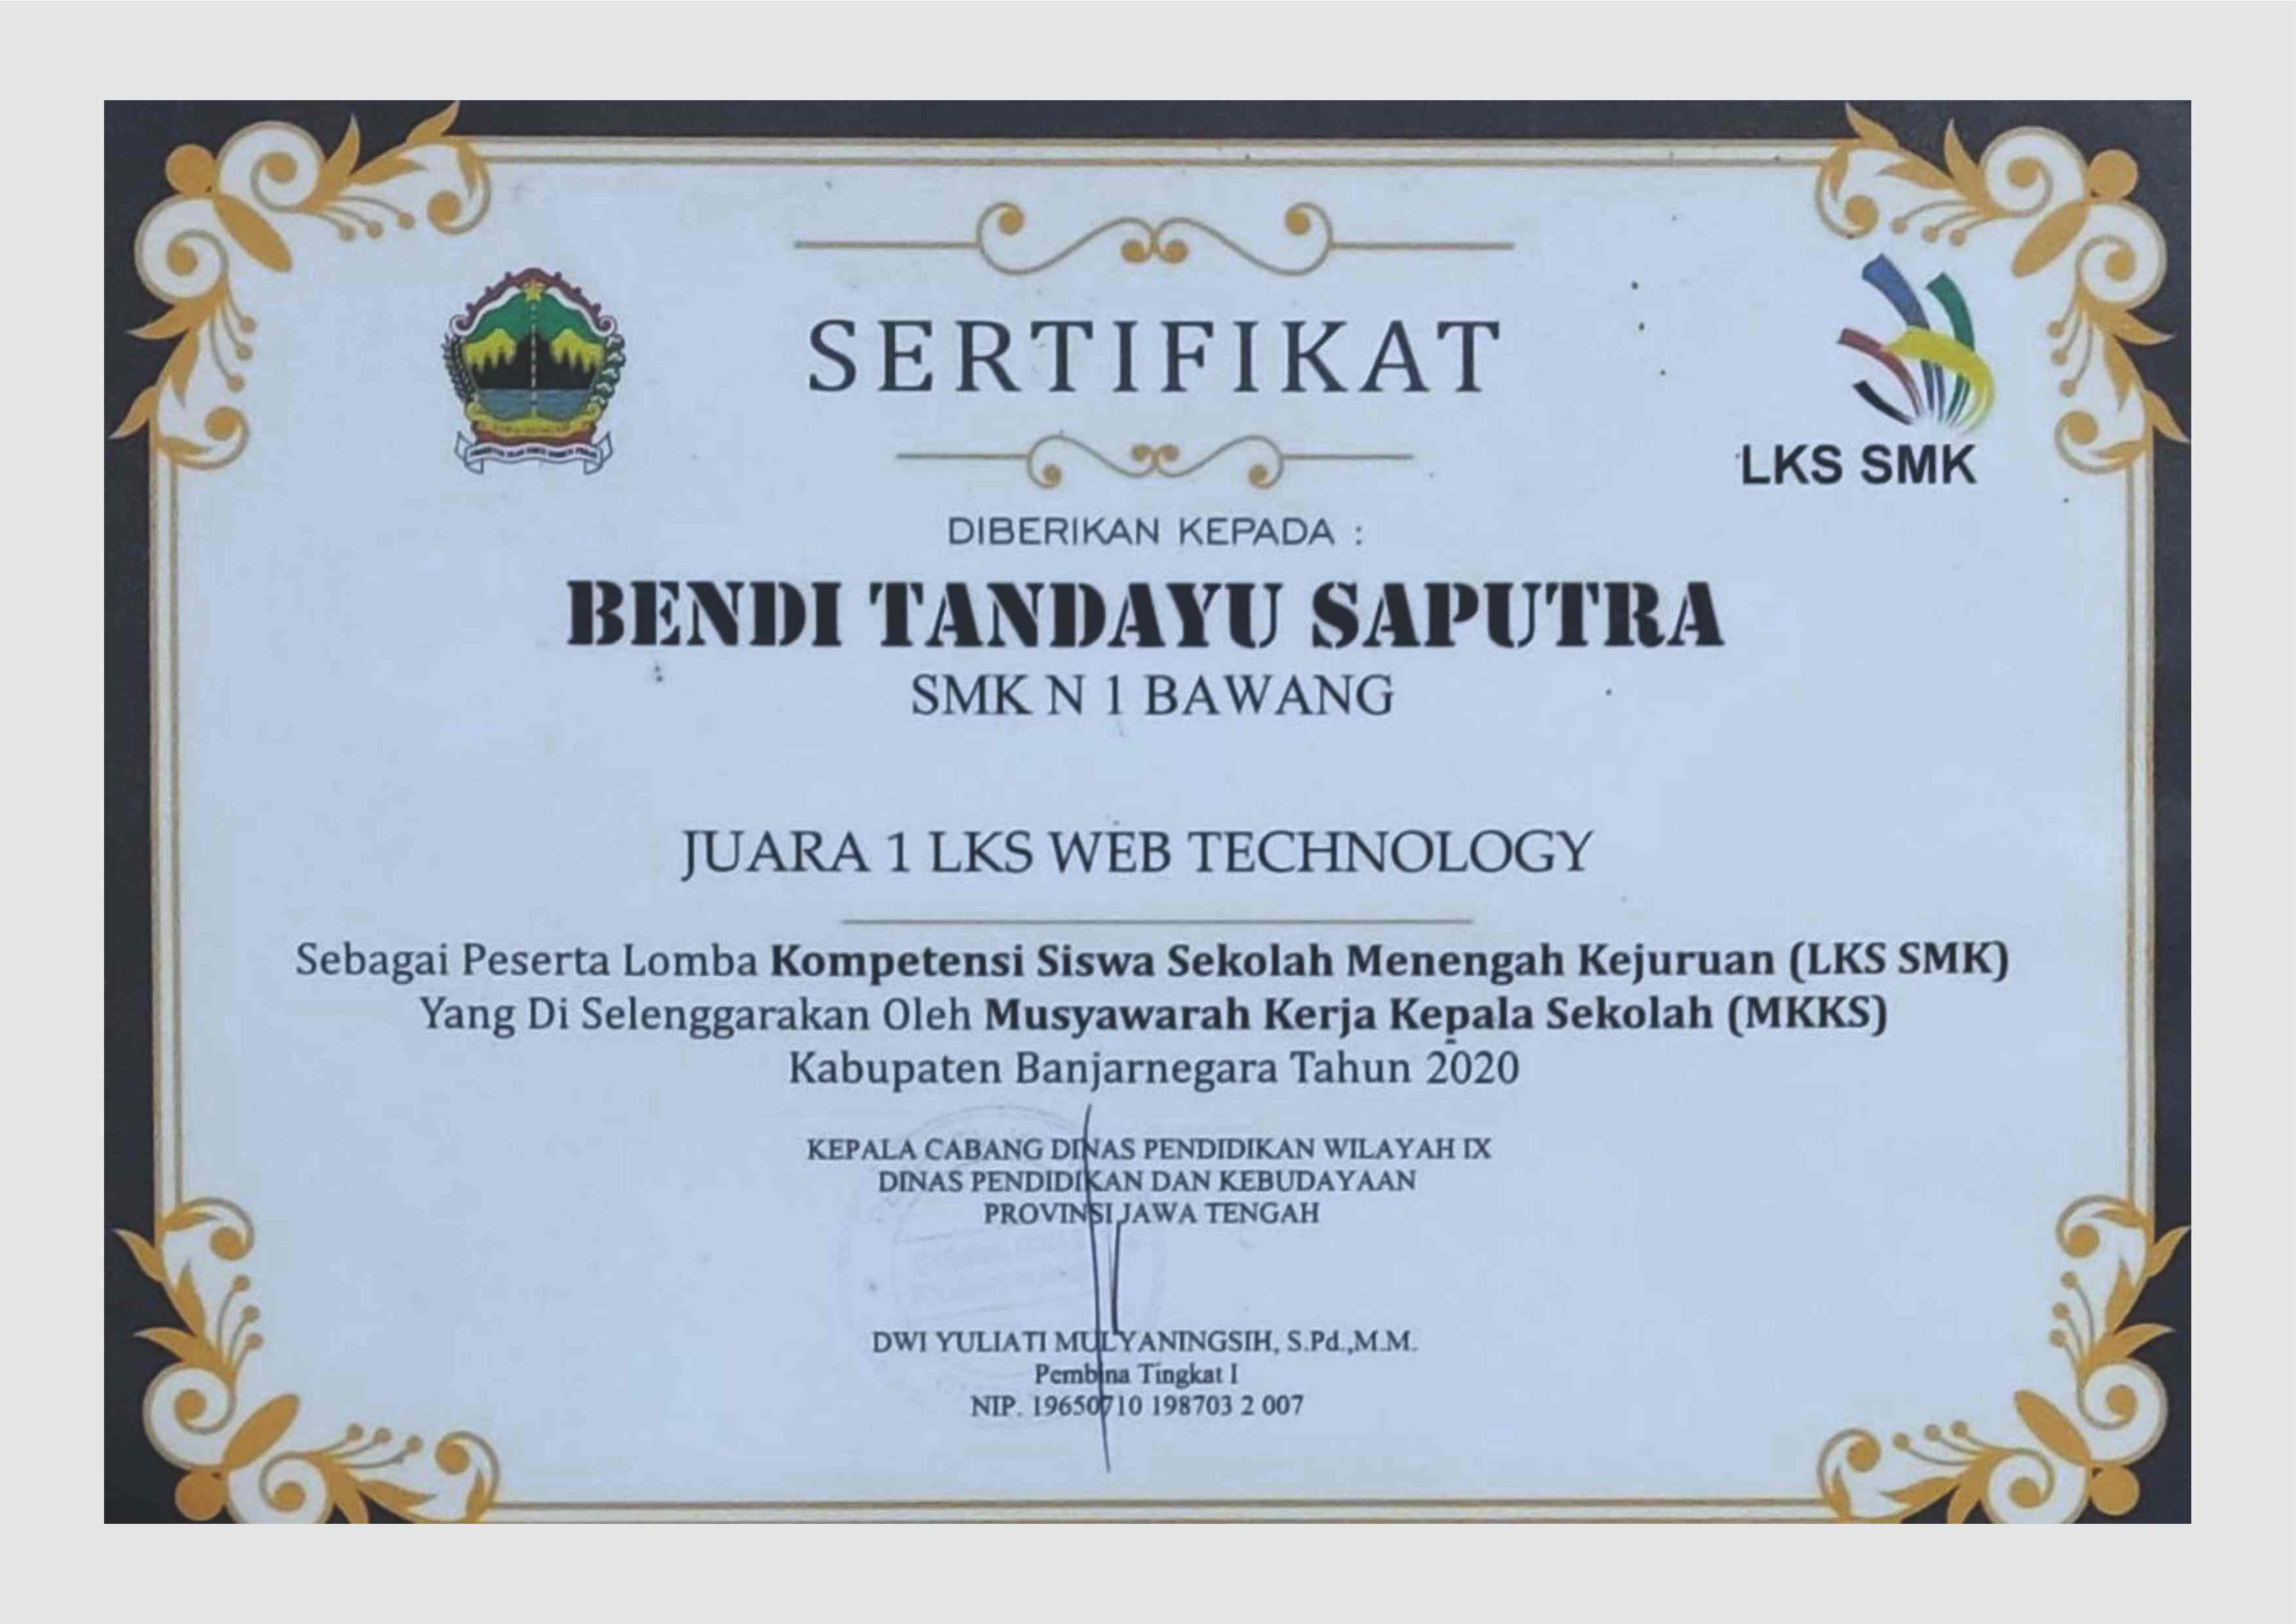 SERTIFIKAT
LKS SMK
DIBERIKAN KEPADA :
BENDI TANDAYU SAPUTRA
SMK N 1 BAWANG
JUARA 1 LKS WEB TECHNOLOGY
Sebagai Peserta Lomba Kompetensi Siswa Sekolah Menengah Kejuruan (LKS SMK)
Yang Di Selenggarakan Oleh Musyawarah Kerja Kepala Sekolah (MKKS)
Kabupaten Banjarnegara Tahun 2020
KEPALA CABANG DINAS PENDIDIKAN WILAYAH IX
DINAS PENDIDIKAN DAN KEBUDAYAAN
PROVINSI JAWA TENGAH
DWI YULIATI MULYANINGSIH, S.Pd.,M.M.
Pembina Tingkat I
NIP. 19650710 198703 2 007